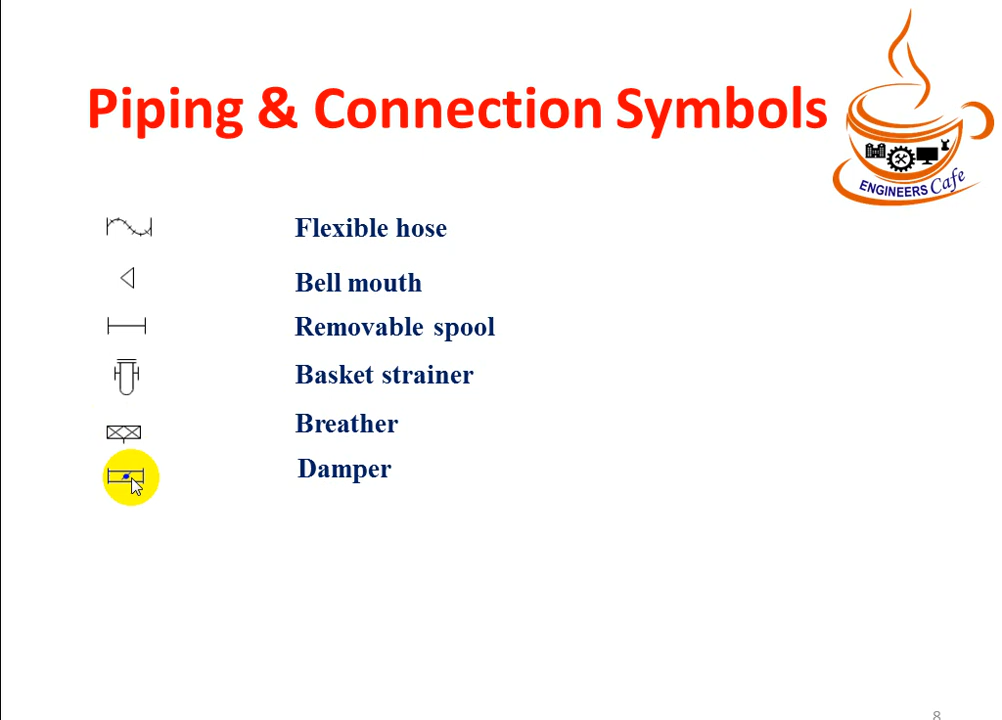 Piping & Connection Symbols
ENGINEERS Cafe
Flexible hose
Bell mouth
Removable spool
Basket strainer
Breather
Damper
8